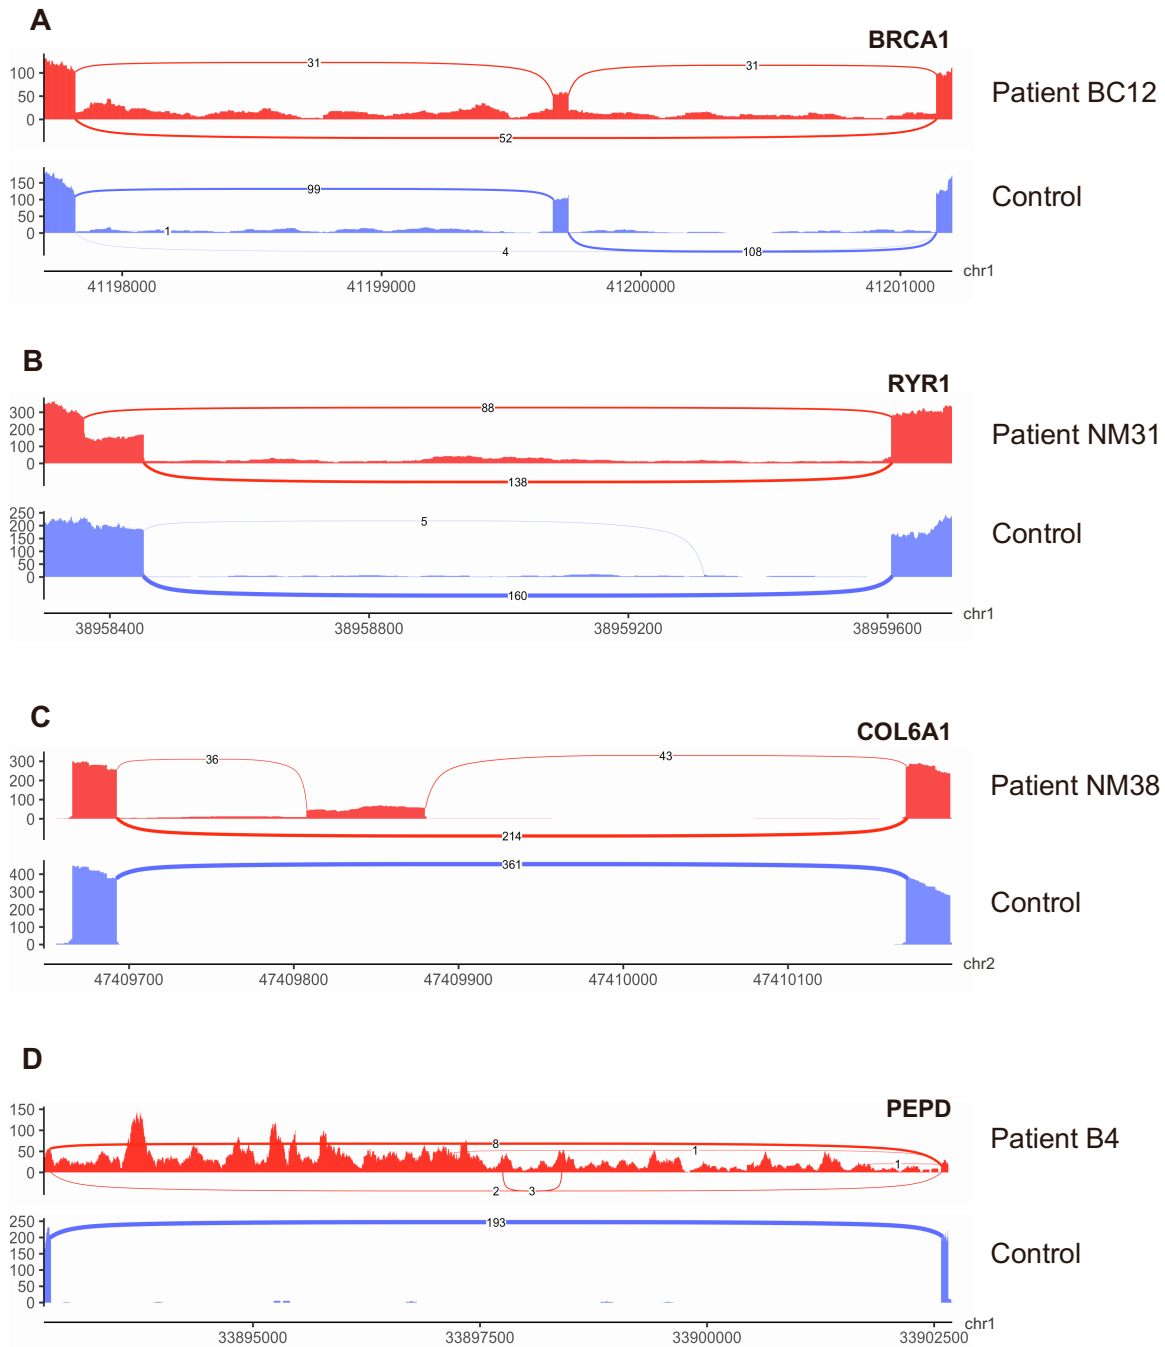 A
BRCA1
Patient BC12
100
50
0
31
31
52
Control
150
100
50
0
99
1
4
108
chr1
41198000 41199000 41200000 41201000
B
RYR1
Patient NM31
300
200
100
0
88
138
Control
250
200
150
100
50
0
5
160
chr1
38958400 38958800 38959200 38959600
C
COL6A1
Patient NM38
300
200
100
0
36
43
214
Control
400
300
200
100
0
361
chr2
47409700 47409800 47409900 47410000 47410100
D
PEPD
Patient B4
150
100
50
0
8
1
1
2
3
Control
250
200
150
100
50
0
193
chr1
33895000 33897500 33900000 33902500